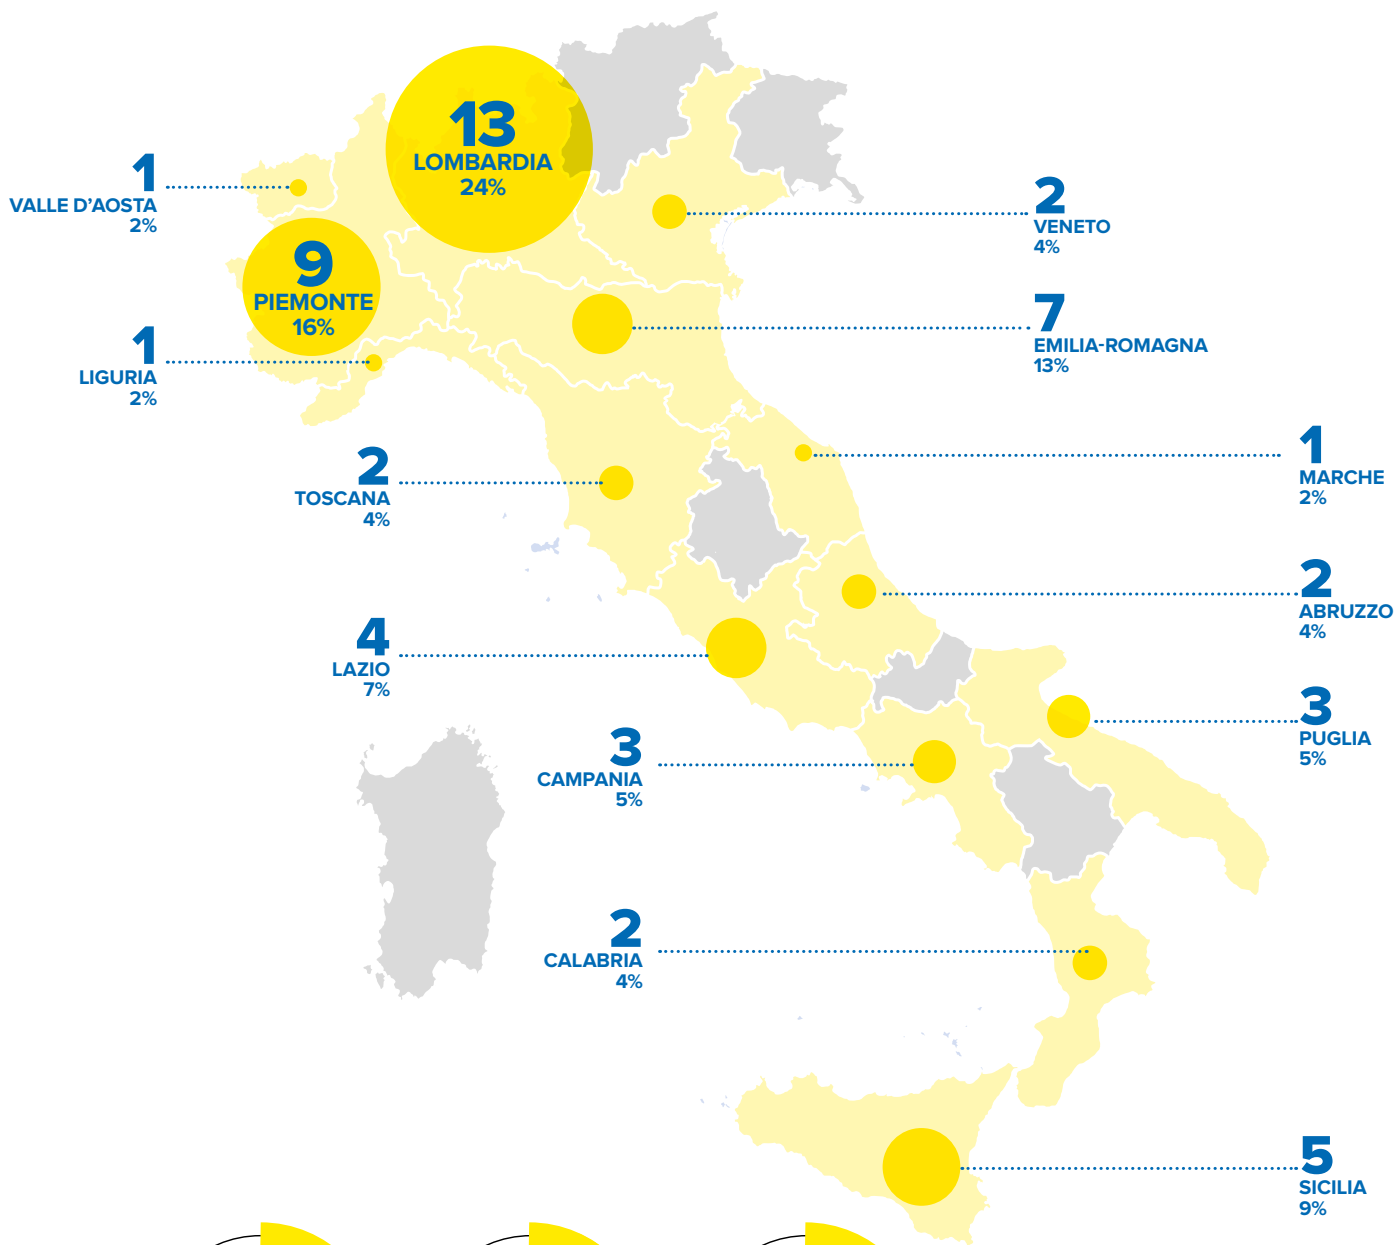 13
LOMBARDIA
24%
1
VALLE D'AOSTA
2%
2
VENETO
4%
9
PIEMONTE
16%
7
EMILIA-ROMAGNA
13%
1
LIGURIA
2%
1
MARCHE
2%
2
TOSCANA
4%
2
ABRUZZO
4%
4
LAZIO
7%
3
PUGLIA
5%
3
CAMPANIA
5%
2
CALABRIA
4%
5
SICILIA
9%